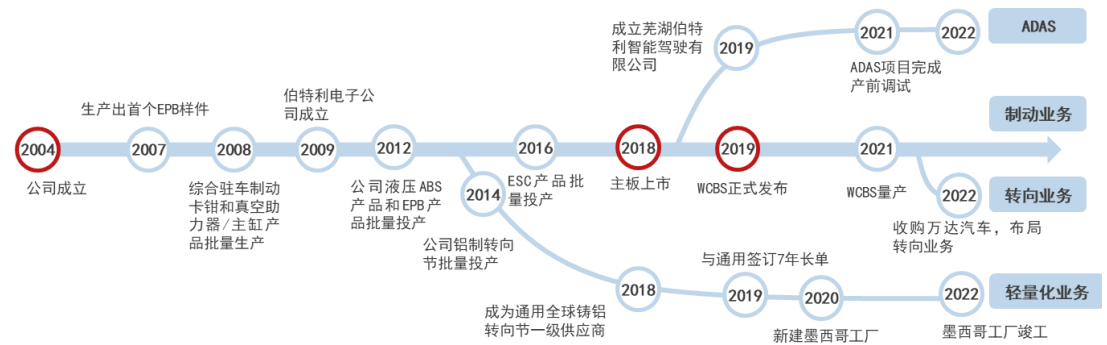 成立芜湖伯特
利智能驾驶有
限公司
2019
2021
2022
ADAS
ADAS项目完成
产前调试
生产出首个EPB样件
伯特利电子公
司成立
制动业务
2004
2007
2008
2009
2012
2016
2018
2019
2021
公司成立
综合驻车制动
卡钳和真空助
力器/主缸产
品批量生产
公司液压ABS
产品和EPB产
品批量投产
ESC产品批
量投产
主板上市
WCBS正式发布
WCBS量产
2014
2022
转向业务
公司铝制转向
节批量投产
收购万达汽车，布局
转向业务
与通用签订7年长单
2018
2019
2020
2022
轻量化业务
成为通用全球铸铝
转向节一级供应商
新建墨西哥工厂
墨西哥工厂竣工